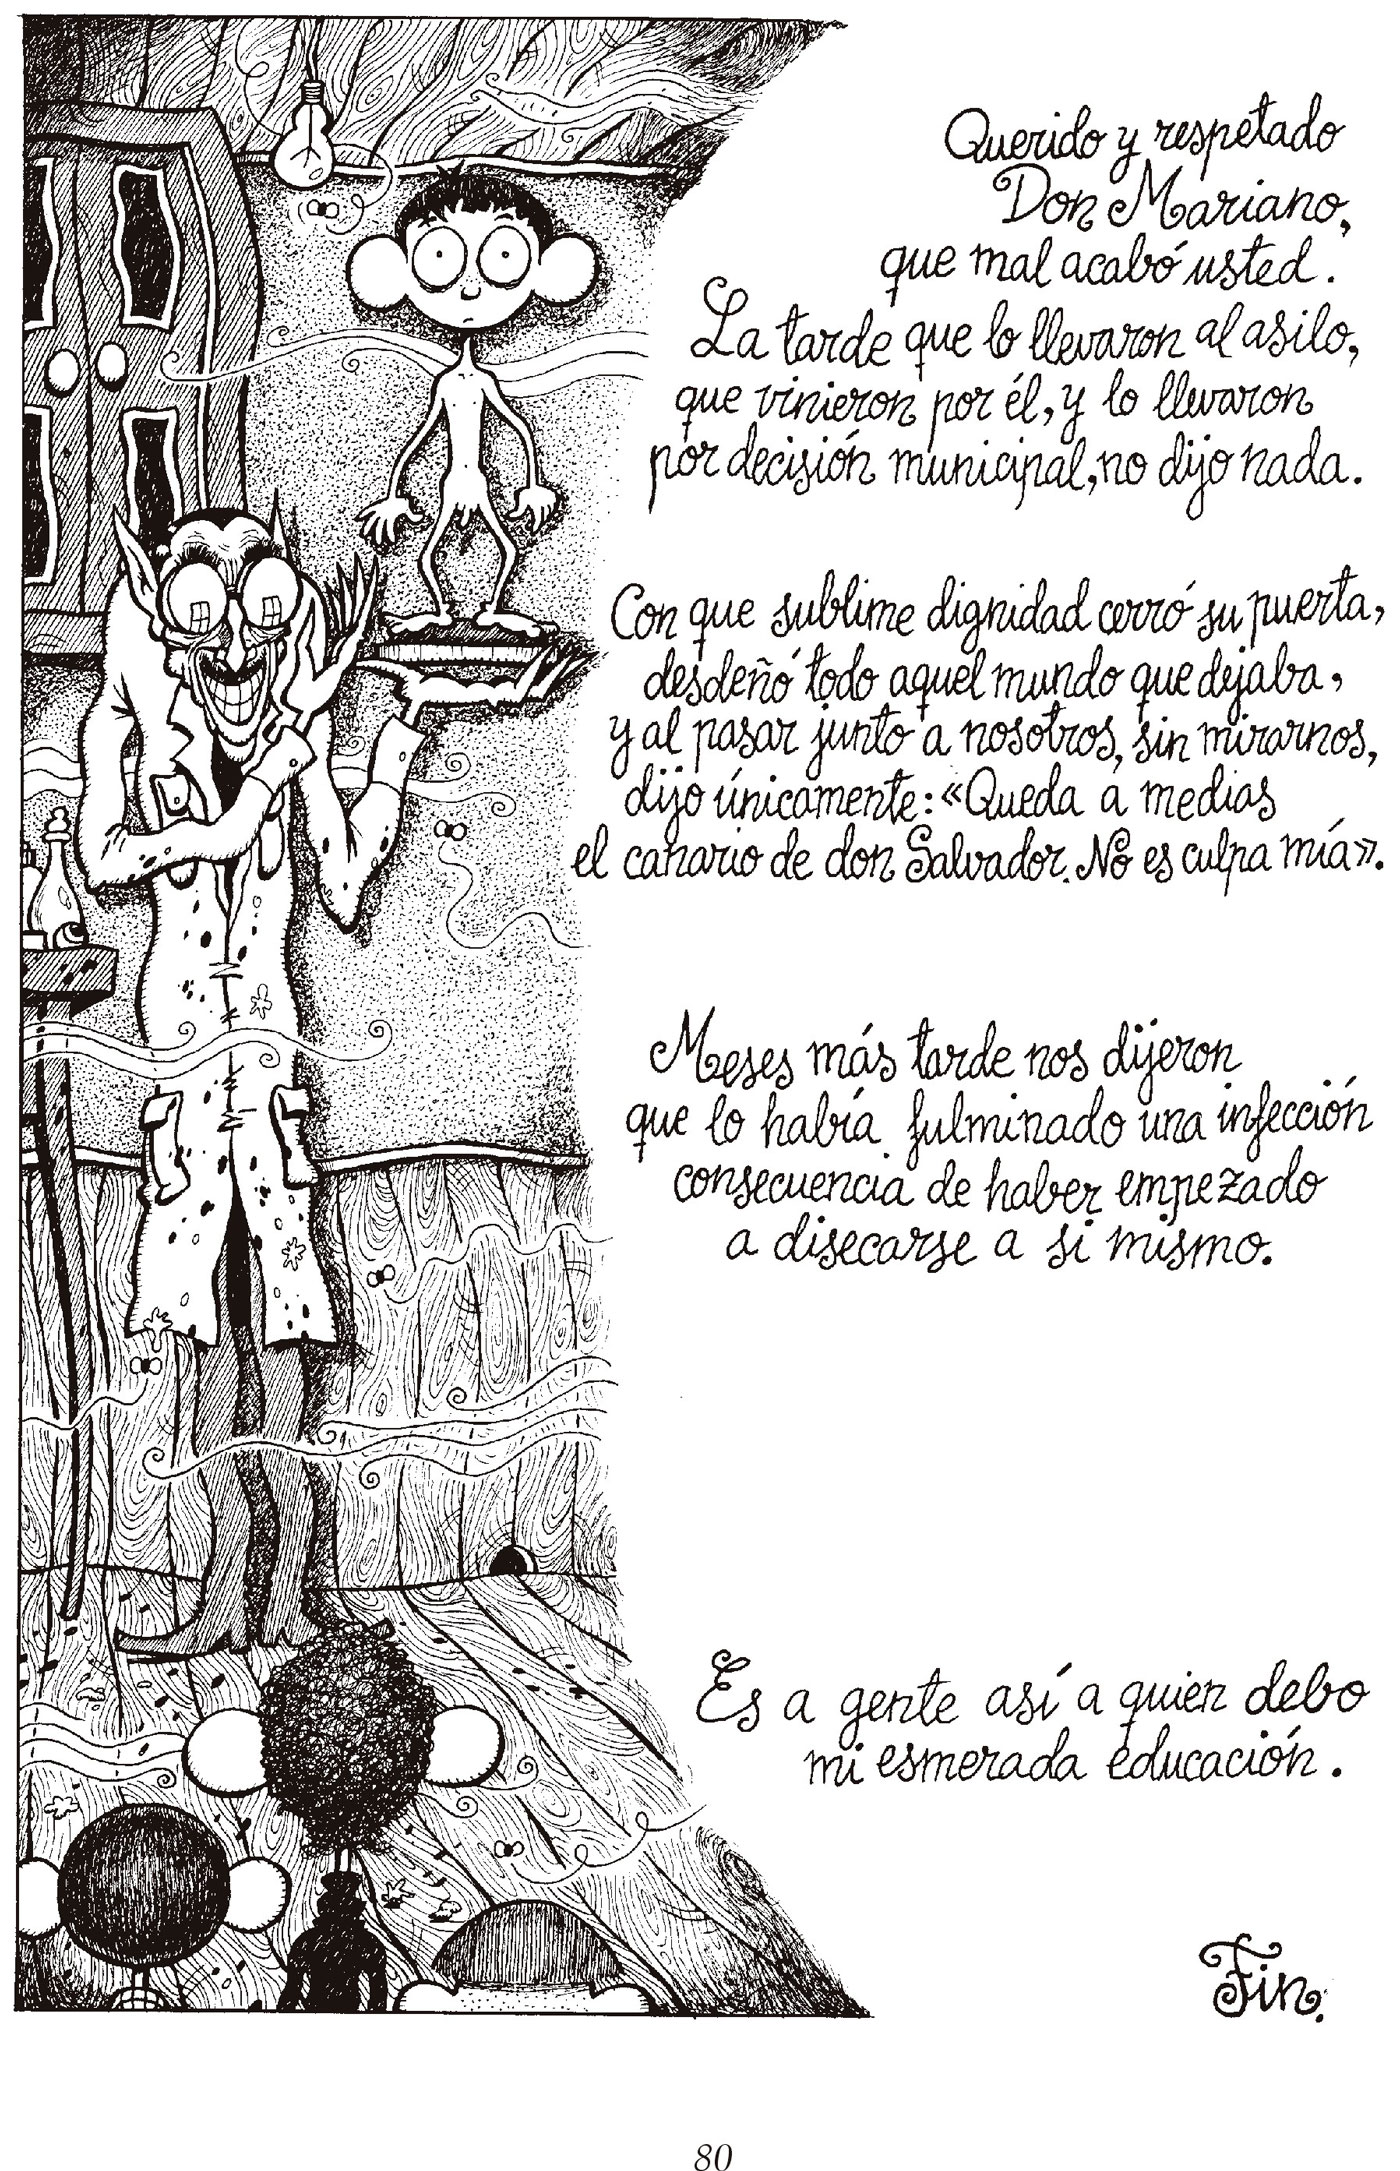 Querido y respetado
Don Mariano,
que mal acabó usted.
La tarde que lo llevaron al asilo,
que vinieron por él, y lo llevaron
por decisión municipal, no dijo nada.
Con que sublime dignidad cerró su puerta,
desdeñó todo aquel mundo que dejaba,
y al pasar junto a nosotros, sin mirarnos,
dijo únicamente: «Queda a medias
el canario de don Salvador. No es culpa mía».
Meses más tarde nos dijeron
que lo había fulminado una infección
consecuencia de haber empezado
a disecarse a si mismo.
Es a gente así a quien debo
mi esmerada educación.
Fin.
80